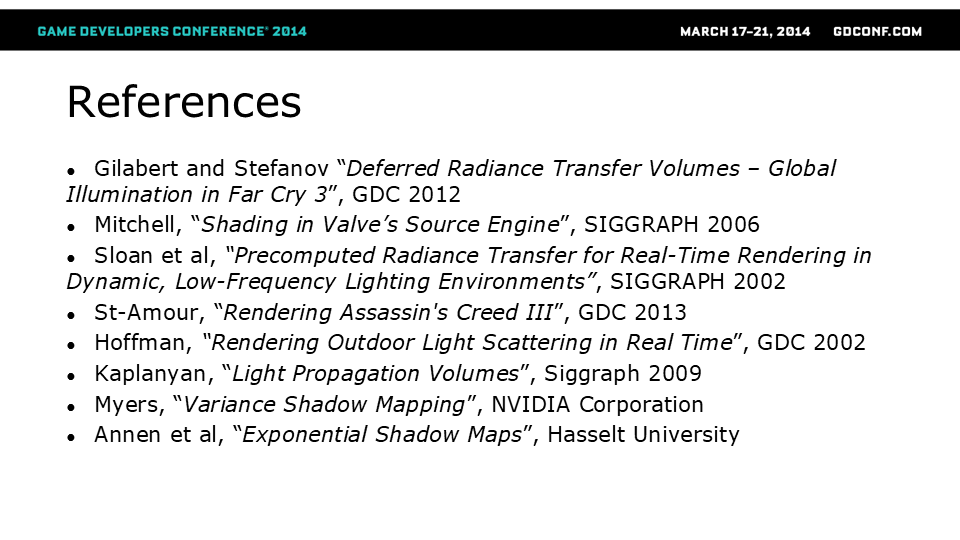 GAME DEVELOPERS CONFERENCE® 2014 MARCH 17–21, 2014 GDCONF.COM
References
● Gilabert and Stefanov “Deferred Radiance Transfer Volumes – Global
Illumination in Far Cry 3”, GDC 2012
● Mitchell, “Shading in Valve’s Source Engine”, SIGGRAPH 2006
● Sloan et al, “Precomputed Radiance Transfer for Real-Time Rendering in
Dynamic, Low-Frequency Lighting Environments”, SIGGRAPH 2002
● St-Amour, “Rendering Assassin's Creed III”, GDC 2013
● Hoffman, “Rendering Outdoor Light Scattering in Real Time”, GDC 2002
● Kaplanyan, “Light Propagation Volumes”, Siggraph 2009
● Myers, “Variance Shadow Mapping”, NVIDIA Corporation
● Annen et al, “Exponential Shadow Maps”, Hasselt University